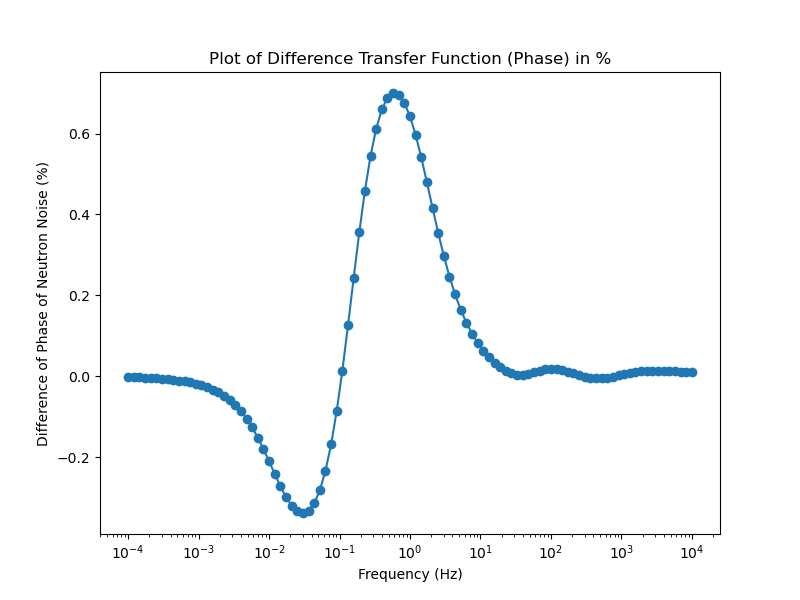 Plot of Difference Transfer Function (Phase) in %
Difference of Phase of Neutron Noise (%)
0.6
0.4
0.2
0.0
−0.2
10⁻⁴ 10⁻³ 10⁻² 10⁻¹ 10⁰ 10¹ 10² 10³ 10⁴
Frequency (Hz)